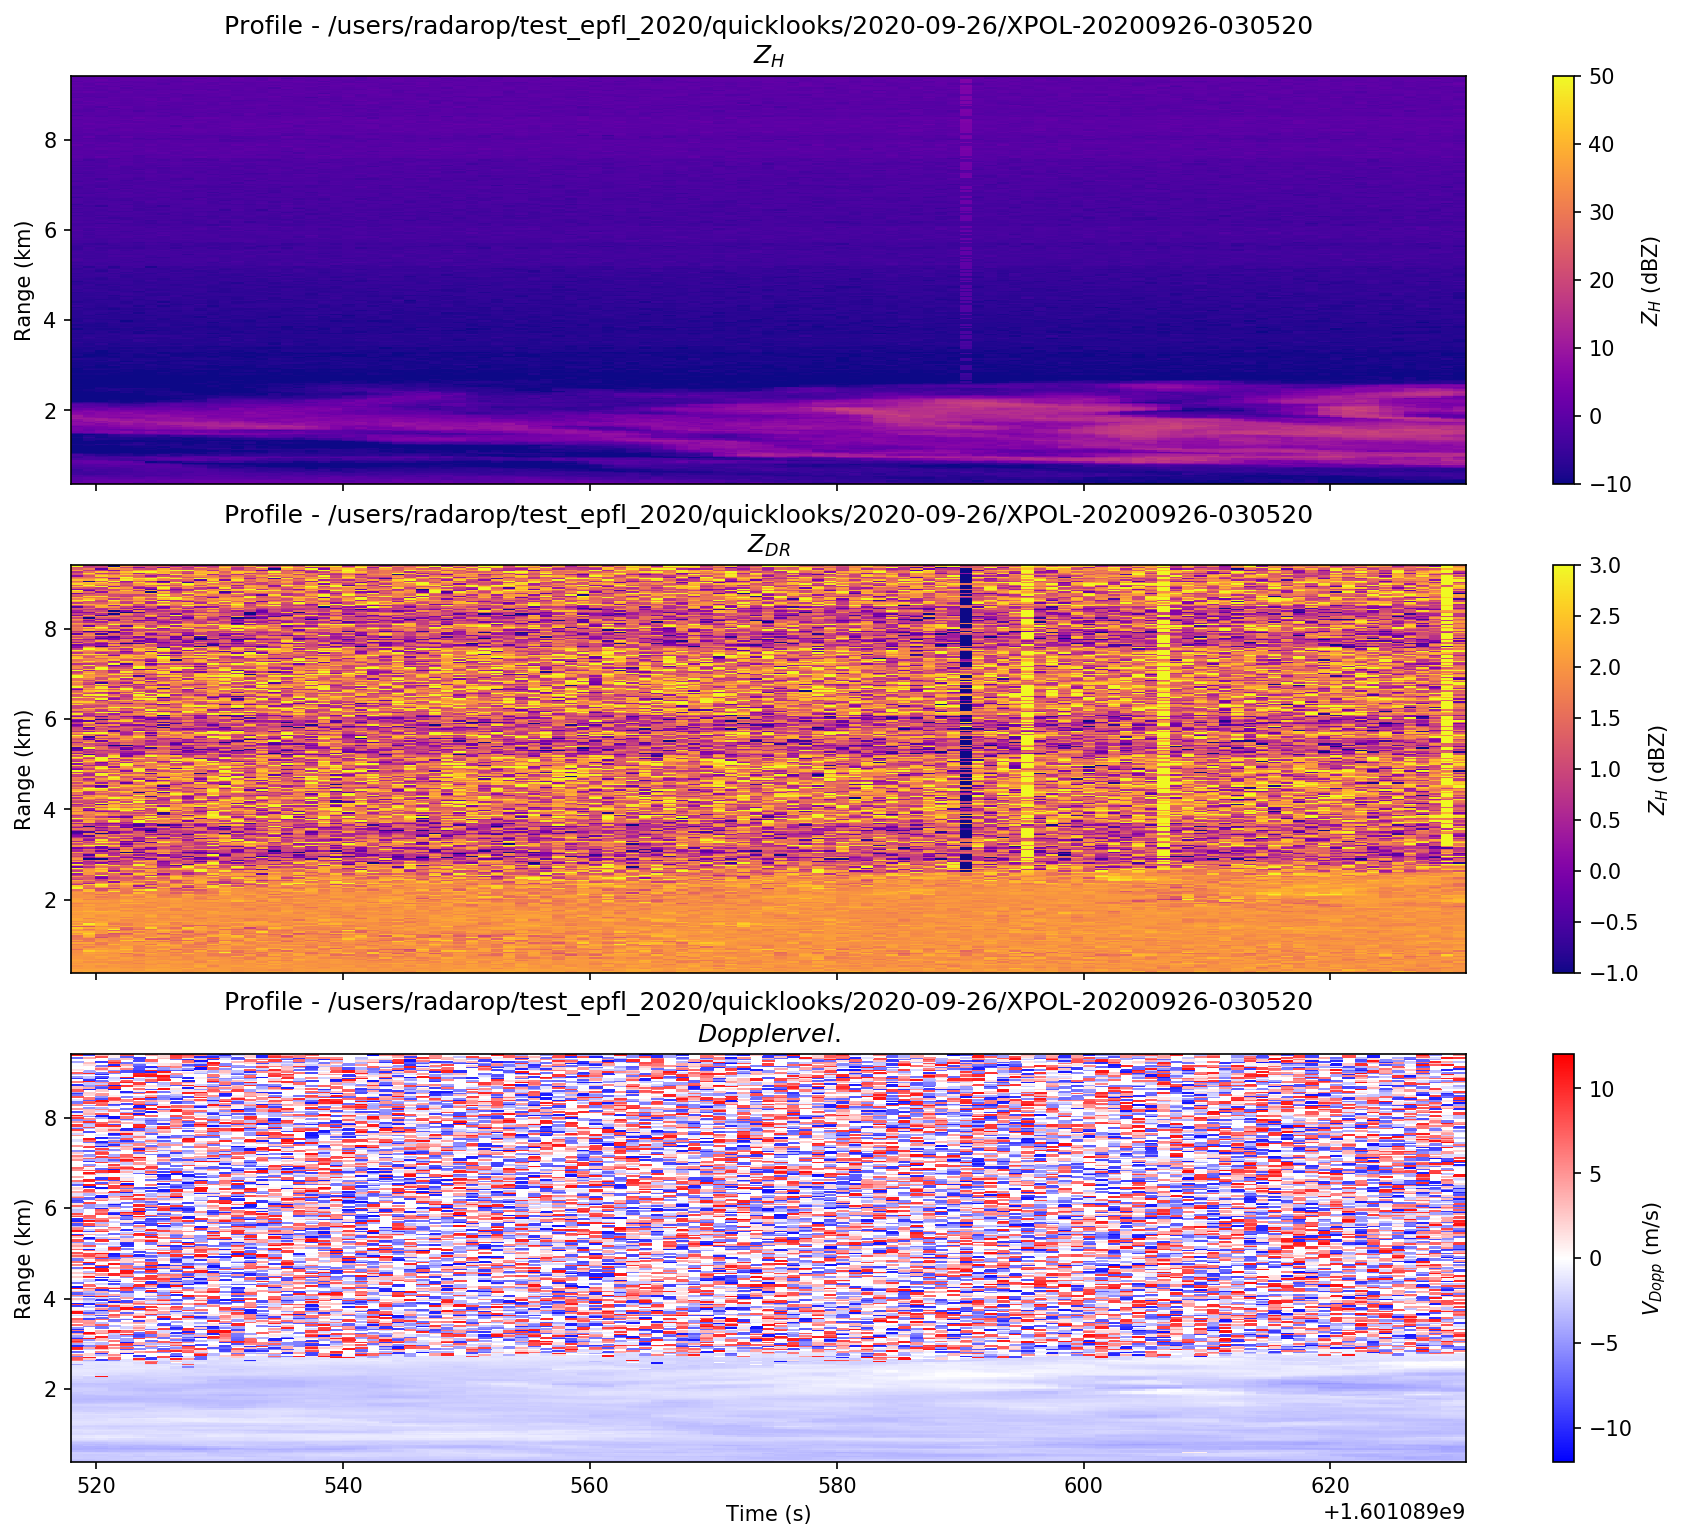 Profile - /users/radarop/test_epfl_2020/quicklooks/2020-09-26/XPOL-20200926-030520
Z_H
8
6
4
2
Range (km)
50
40
30
20
10
0
−10
Z_H (dBZ)
Profile - /users/radarop/test_epfl_2020/quicklooks/2020-09-26/XPOL-20200926-030520
Z_DR
8
6
4
2
Range (km)
3.0
2.5
2.0
1.5
1.0
0.5
0.0
−0.5
−1.0
Z_H (dBZ)
Profile - /users/radarop/test_epfl_2020/quicklooks/2020-09-26/XPOL-20200926-030520
Dopplervel.
8
6
4
2
Range (km)
10
5
0
−5
−10
V_Dopp (m/s)
520 540 560 580 600 620
Time (s)
+1.601089e9